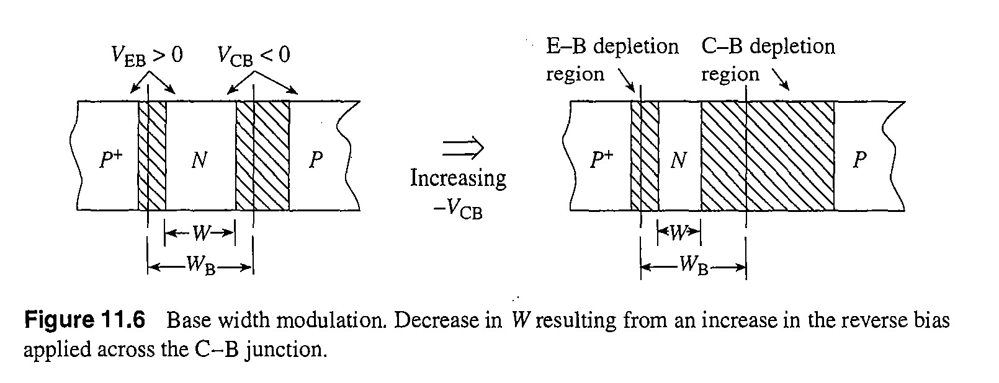 V_EB > 0 V_CB < 0
E–B depletion region
C–B depletion region
P+ N P
Increasing
–V_CB
P+ N P
W
W_B
W
W_B
Figure 11.6 Base width modulation. Decrease in W resulting from an increase in the reverse bias
applied across the C–B junction.